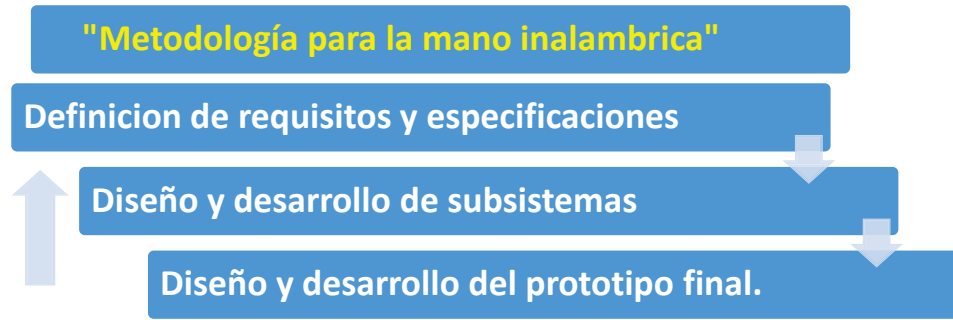 "Metodología para la mano inalambrica"
Definicion de requisitos y especificaciones
Diseño y desarrollo de subsistemas
Diseño y desarrollo del prototipo final.